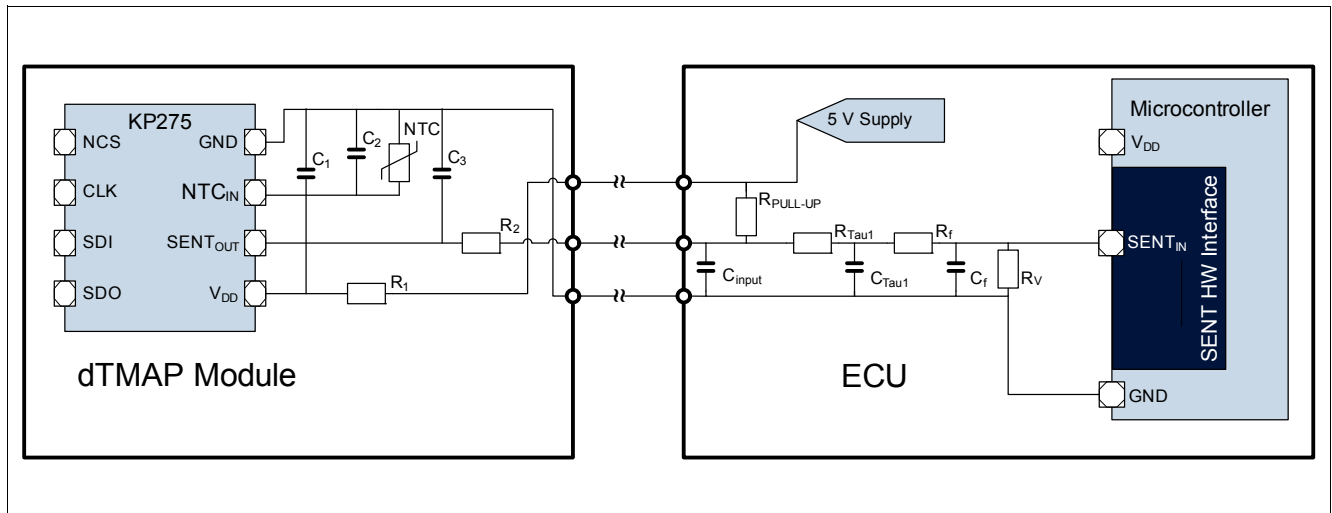 KP275
NCS
GND
CLK
NTC_IN
SDI
SENT_OUT
SDO
V_DD
C_1
C_2
NTC
C_3
R_2
R_1
dTMAP Module
5 V Supply
R_PULL-UP
R_Tau1
R_f
C_input
C_Tau1
C_f
R_V
ECU
Microcontroller
V_DD
SENT_IN
SENT HW Interface
GND